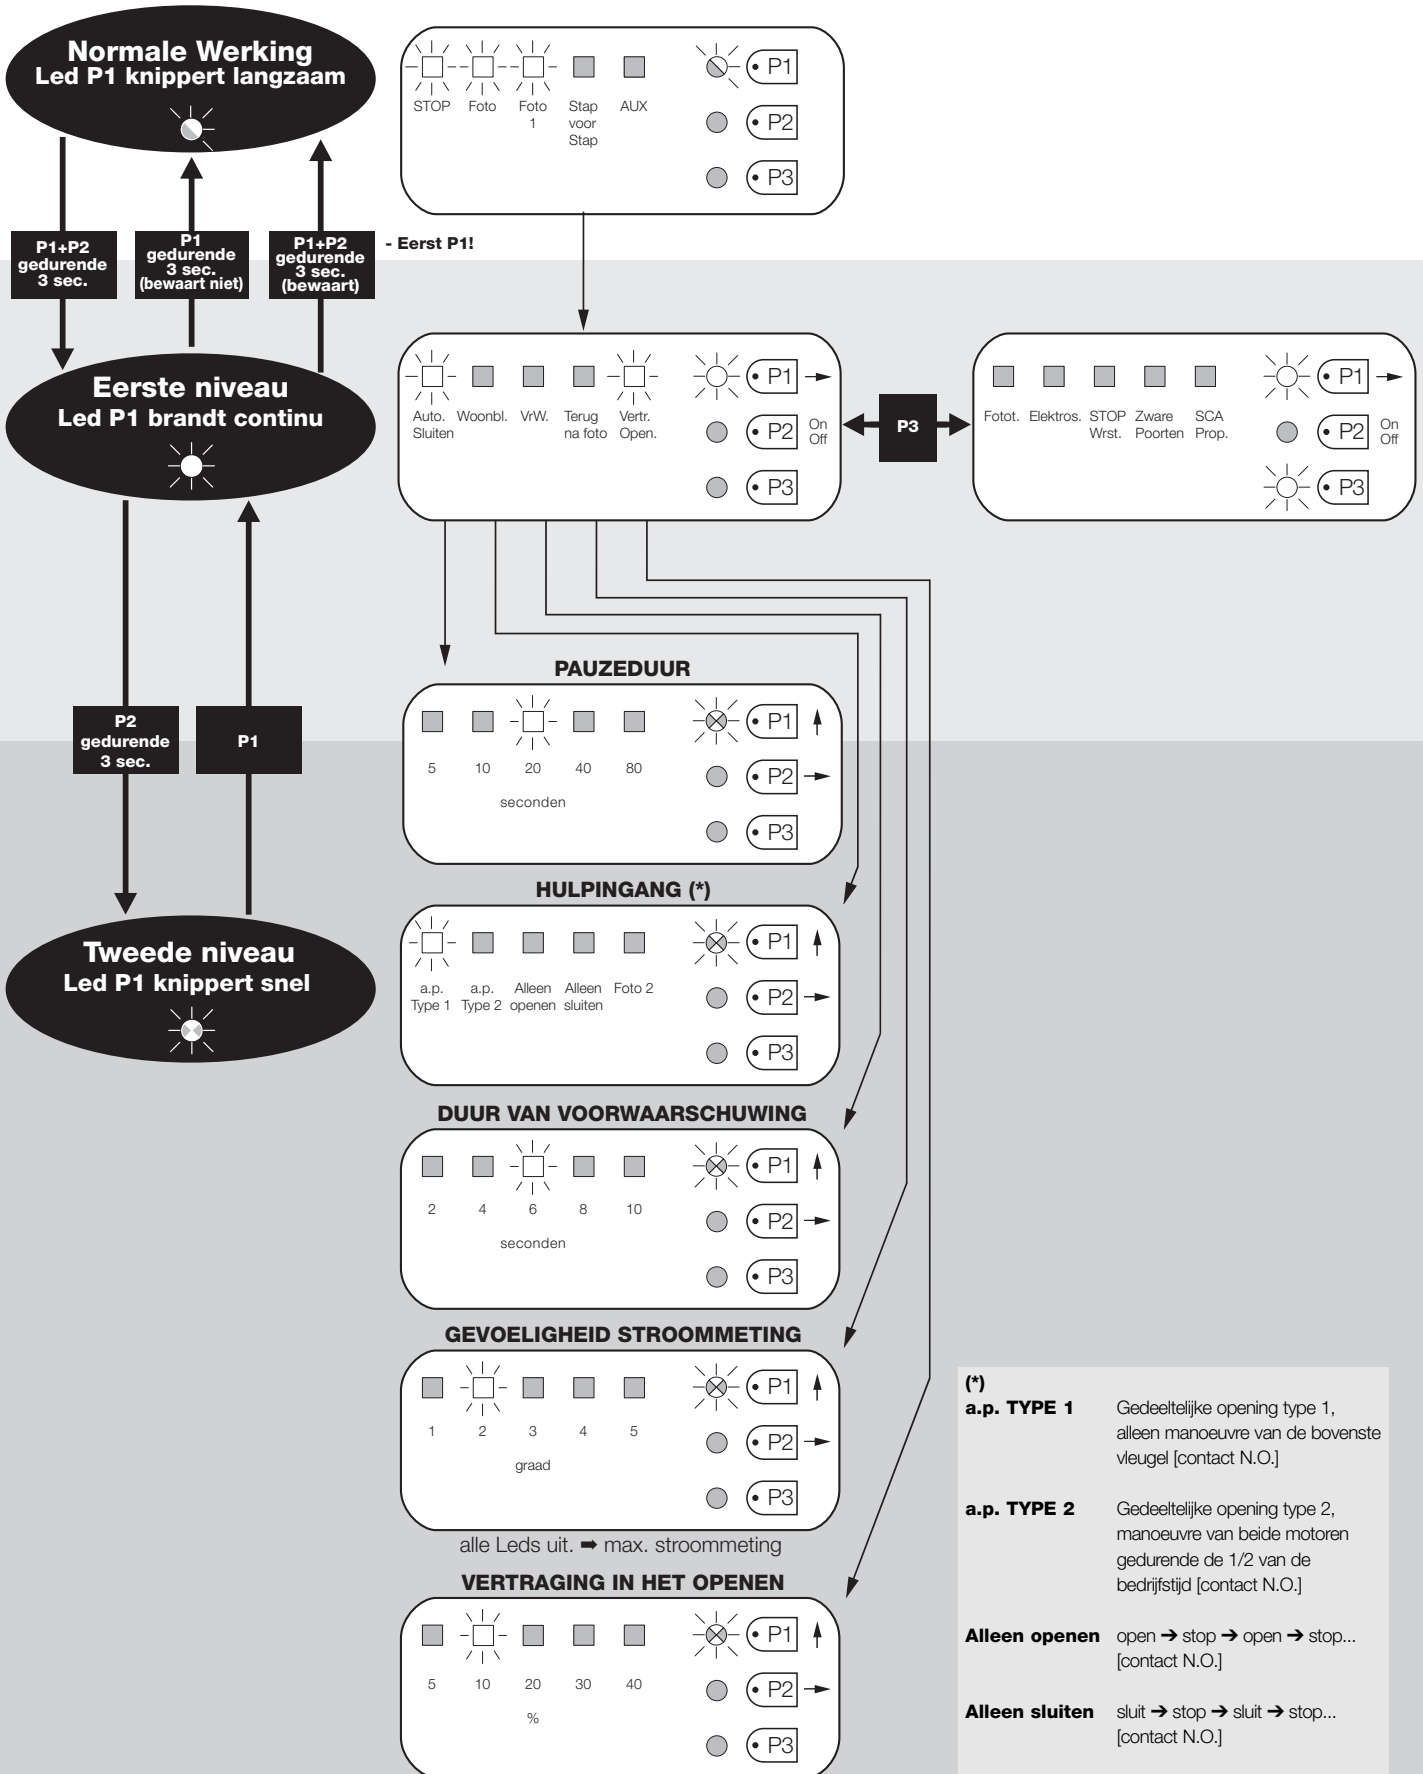 Normale Werking
Led P1 knippert langzaam
STOP Foto Foto 1 Stap voor Stap AUX
P1
P2
P3
P1+P2 gedurende 3 sec.
P1 gedurende 3 sec. (bewaart niet)
P1+P2 gedurende 3 sec. (bewaart)
- Eerst P1!
Eerste niveau
Led P1 brandt continu
Auto. Sluiten Woonbl. VrW. Terug na foto Vertr. Open.
P1
P2 On Off
P3
P3
Fotot. Elektros. STOP Wrst. Zware Poorten SCA Prop.
P1
P2 On Off
P3
P2 gedurende 3 sec.
P1
PAUZEDUUR
5 10 20 40 80
seconden
P1
P2
P3
Tweede niveau
Led P1 knippert snel
HULPINGANG (*)
a.p. Type 1 a.p. Type 2 Alleen openen Alleen sluiten Foto 2
P1
P2
P3
DUUR VAN VOORWAARSCHUWING
2 4 6 8 10
seconden
P1
P2
P3
GEVOELIGHEID STROOMMETING
1 2 3 4 5
graad
P1
P2
P3
alle Leds uit. ➡ max. stroommeting
VERTRAGING IN HET OPENEN
5 10 20 30 40
%
P1
P2
P3
(*)
a.p. TYPE 1 Gedeeltelijke opening type 1,
alleen manoeuvre van de bovenste
vleugel [contact N.O.]
a.p. TYPE 2 Gedeeltelijke opening type 2,
manoeuvre van beide motoren
gedurende de 1/2 van de
bedrijfstijd [contact N.O.]
Alleen openen open ➔ stop ➔ open ➔ stop...
[contact N.O.]
Alleen sluiten sluit ➔ stop ➔ sluit ➔ stop...
[contact N.O.]